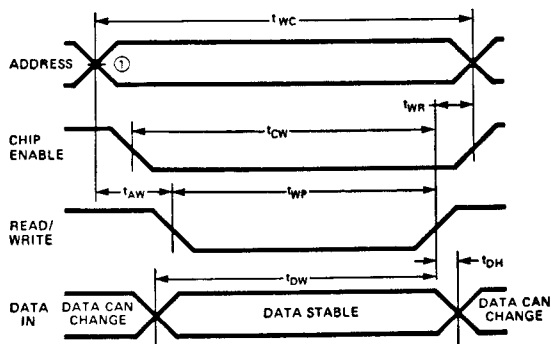 tWC
ADDRESS
1
tWR
CHIP
ENABLE
tCW
tAW
tWP
READ/
WRITE
tDH
tDW
DATA
IN
DATA CAN
CHANGE
DATA STABLE
DATA CAN
CHANGE